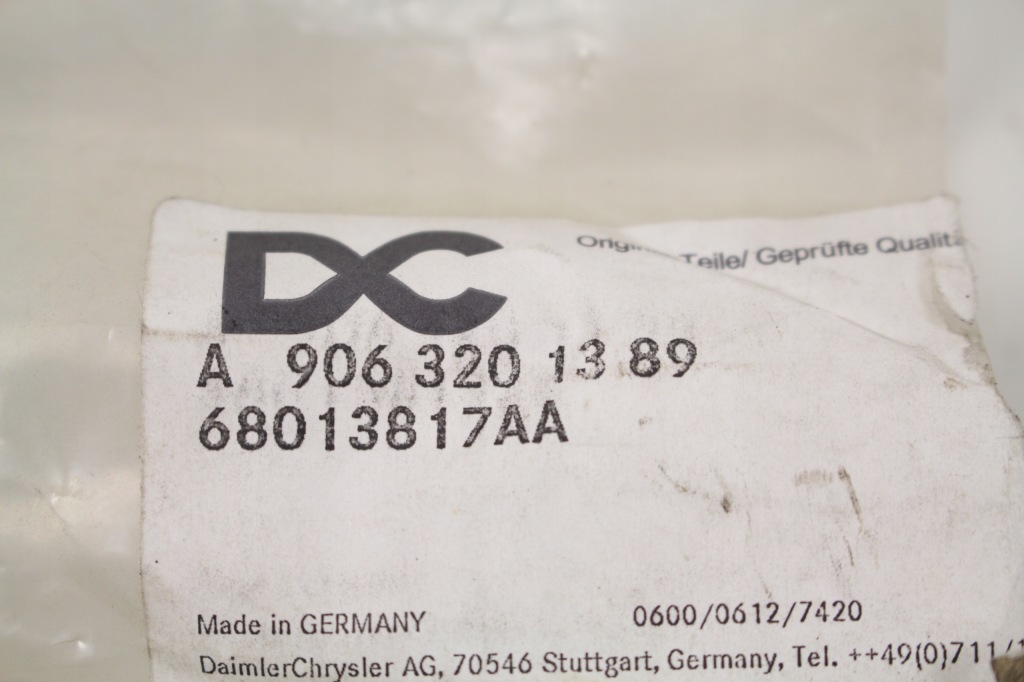 DC
Teile/ Geprüfte
A 906 320 13 89
68013817AA
Made in GERMANY 0600/0612/7420
DaimlerChrysler AG, 70546 Stuttgart, Germany, Tel. ++49(0)711/